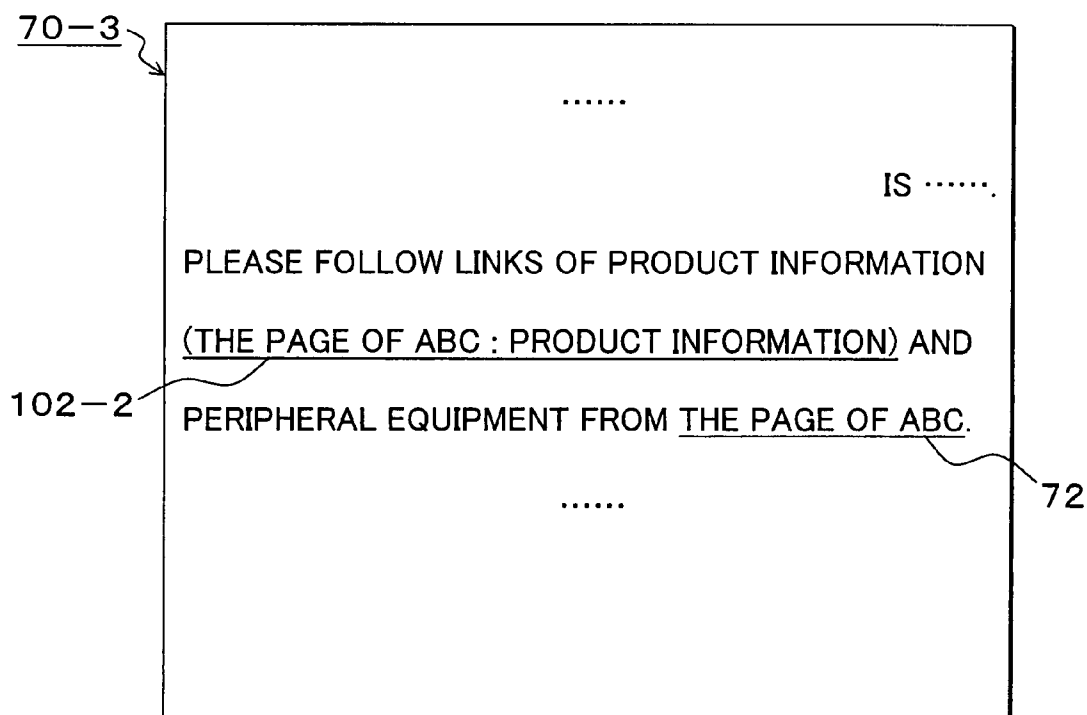 70-3
······
IS ······.
PLEASE FOLLOW LINKS OF PRODUCT INFORMATION
(THE PAGE OF ABC : PRODUCT INFORMATION) AND
102-2
PERIPHERAL EQUIPMENT FROM THE PAGE OF ABC.
72
······